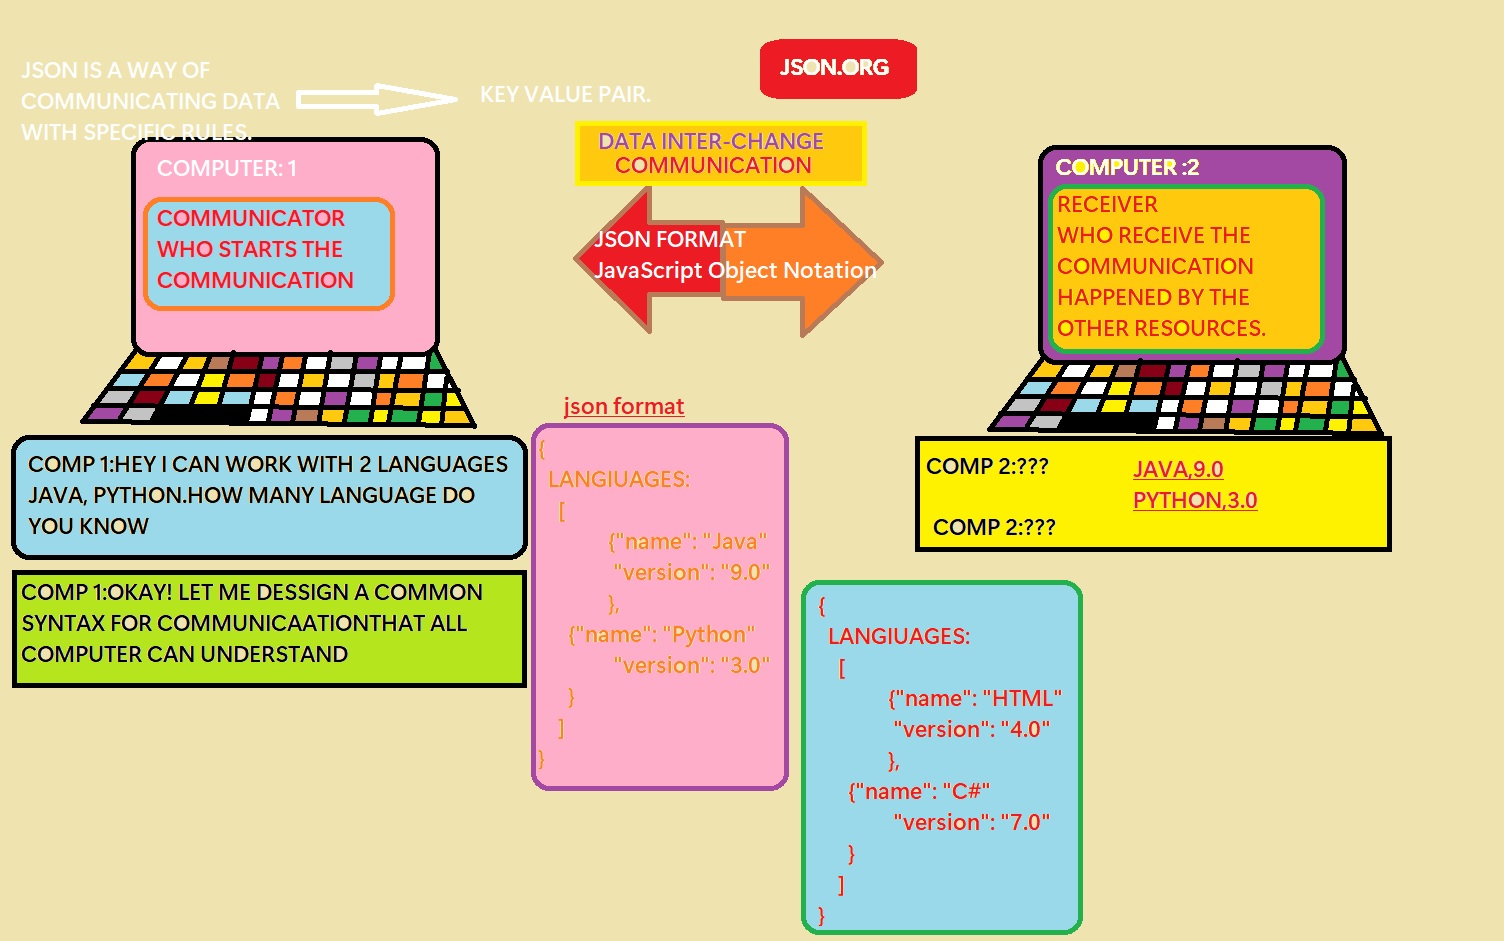 JSON IS A WAY OF
COMMUNICATING DATA
WITH SPECIFIC RULES.
KEY VALUE PAIR.
JSON.ORG
DATA INTER-CHANGE
COMMUNICATION
COMPUTER: 1
COMMUNICATOR
WHO STARTS THE
COMMUNICATION
JSON FORMAT
JavaScript Object Notation
COMPUTER :2
RECEIVER
WHO RECEIVE THE
COMMUNICATION
HAPPENED BY THE
OTHER RESOURCES.
COMP 1:HEY I CAN WORK WITH 2 LANGUAGES
JAVA, PYTHON.HOW MANY LANGUAGE DO
YOU KNOW
COMP 1:OKAY! LET ME DESSIGN A COMMON
SYNTAX FOR COMMUNICAATIONTHAT ALL
COMPUTER CAN UNDERSTAND
json format
{
LANGIUAGES:
[
{"name": "Java"
"version": "9.0"
},
{"name": "Python"
"version": "3.0"
}
]
}
COMP 2:???
JAVA,9.0
PYTHON,3.0
COMP 2:???
{
LANGIUAGES:
[
{"name": "HTML"
"version": "4.0"
},
{"name": "C#"
"version": "7.0"
}
]
}